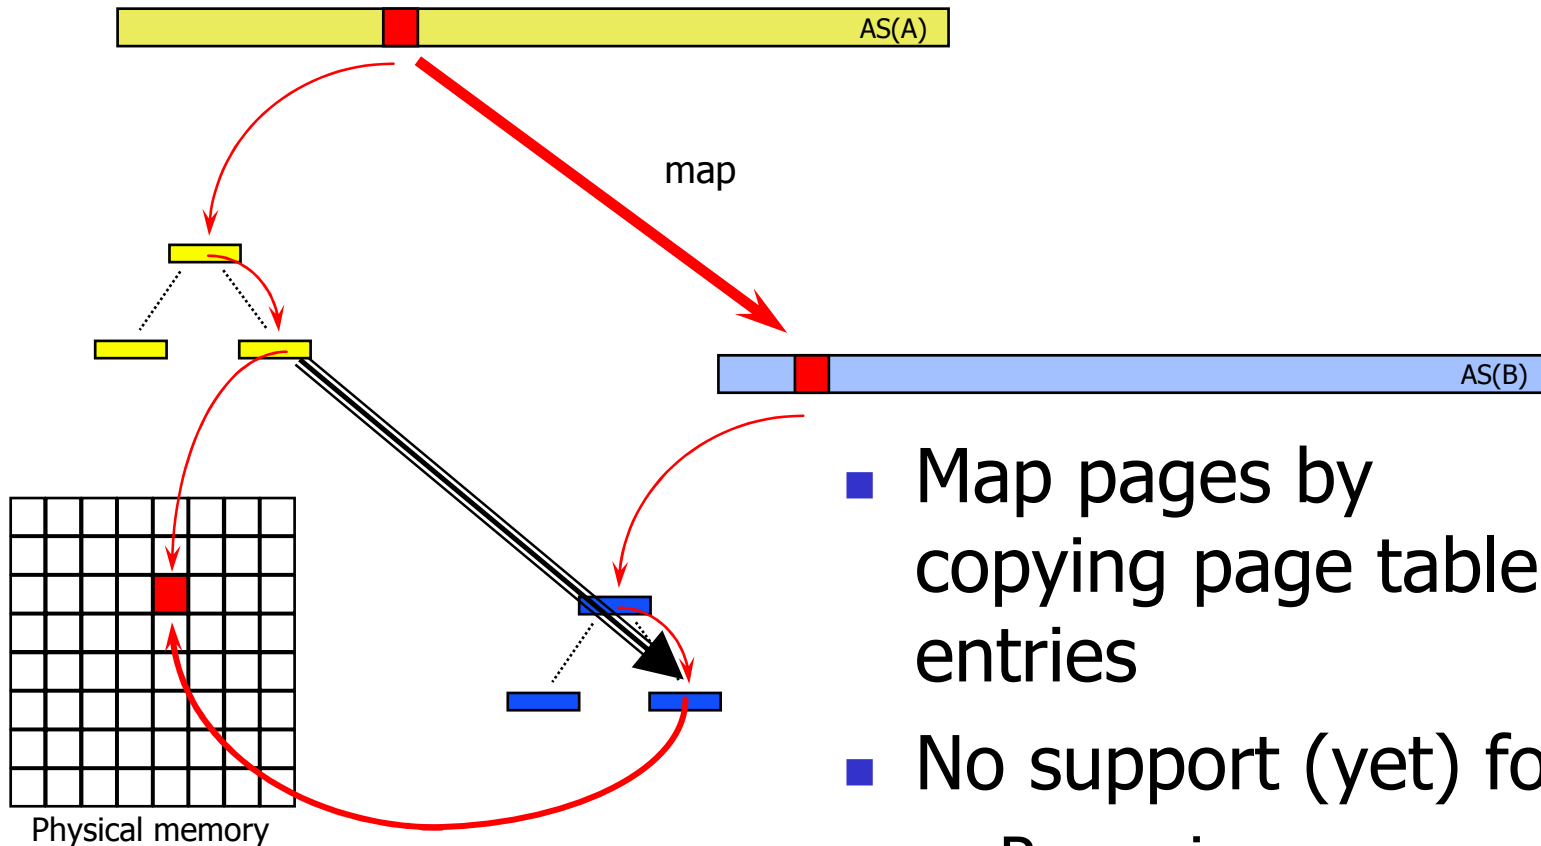 AS(A)
map
AS(B)
Map pages by
copying page table
entries
No support (yet) fo
Physical memory